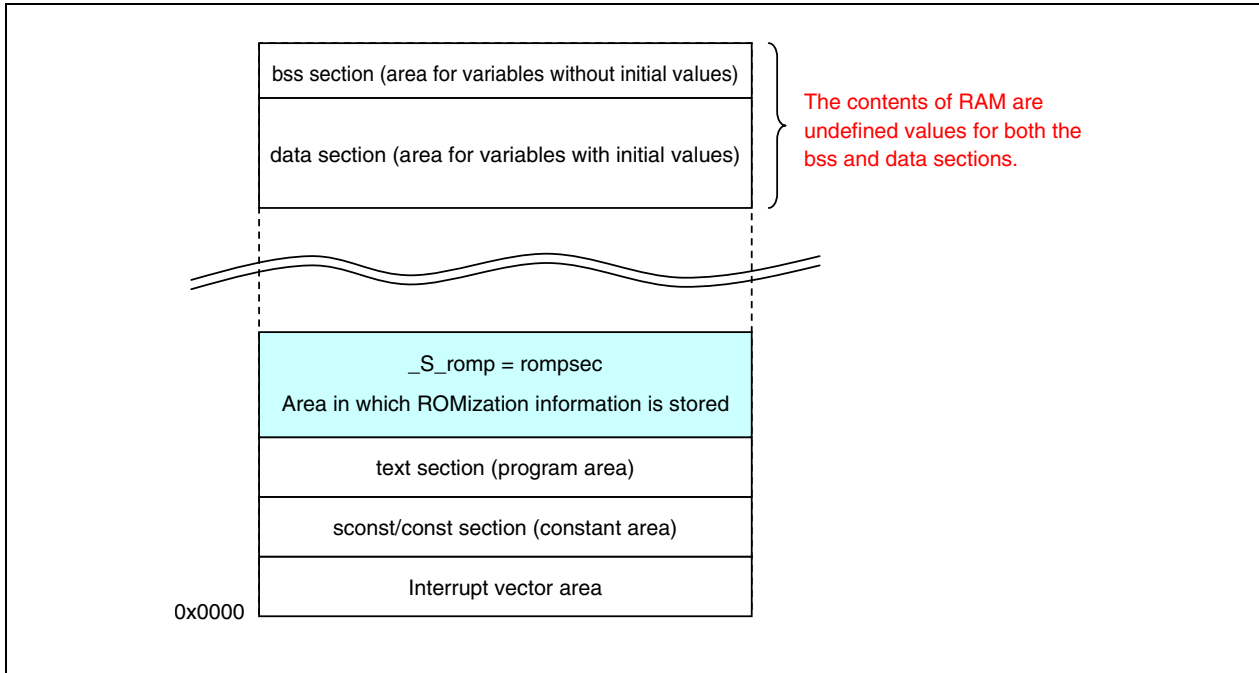 bss section (area for variables without initial values)
data section (area for variables with initial values)
The contents of RAM are
undefined values for both the
bss and data sections.
_S_romp = rompsec
Area in which ROMization information is stored
text section (program area)
sconst/const section (constant area)
Interrupt vector area
0x0000